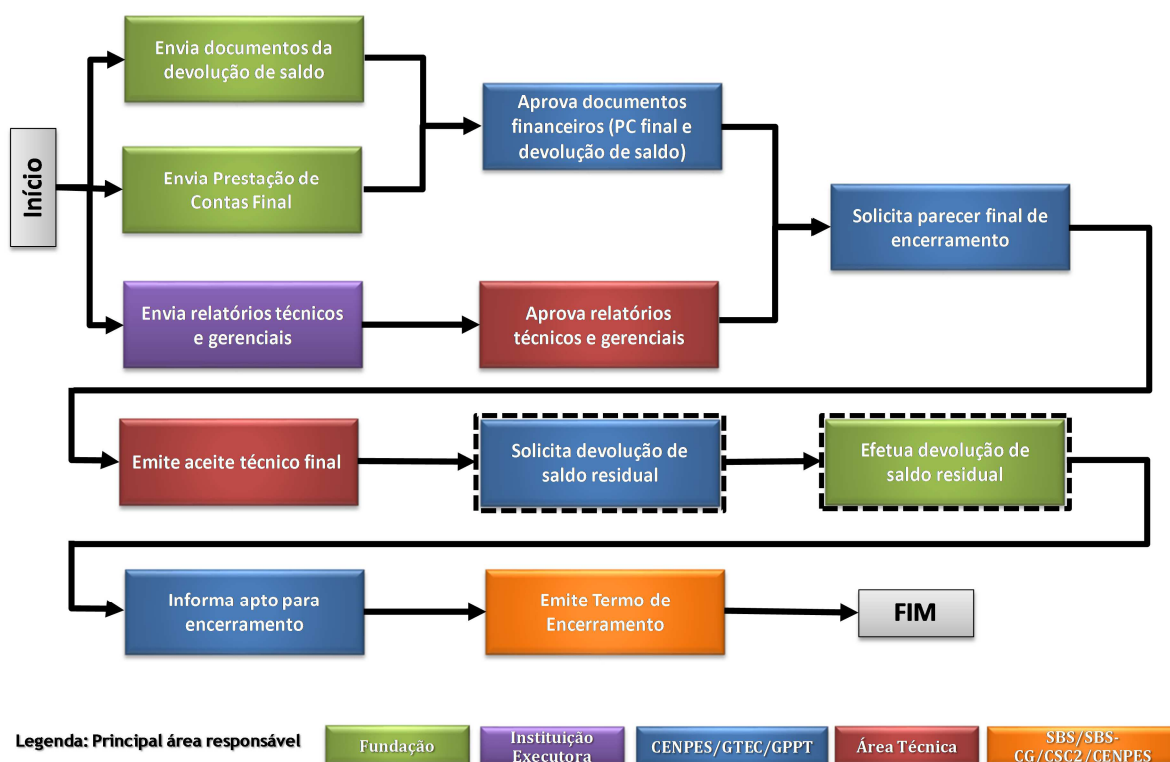 Início
Envia documentos da
devolução de saldo
Envia Prestação de
Contas Final
Envia relatórios técnicos
e gerenciais
Aprova documentos
financeiros (PC final e
devolução de saldo)
Aprova relatórios
técnicos e gerenciais
Solicita parecer final de
encerramento
Emite aceite técnico final
Solicita devolução de
saldo residual
Efetua devolução de
saldo residual
Informa apto para
encerramento
Emite Termo de
Encerramento
FIM
Legenda: Principal área responsável
Fundação
Instituição
Executora
CENPES/GTEC/GPPT
Área Técnica
SBS/SBS-
CG/CSC2/CENPES